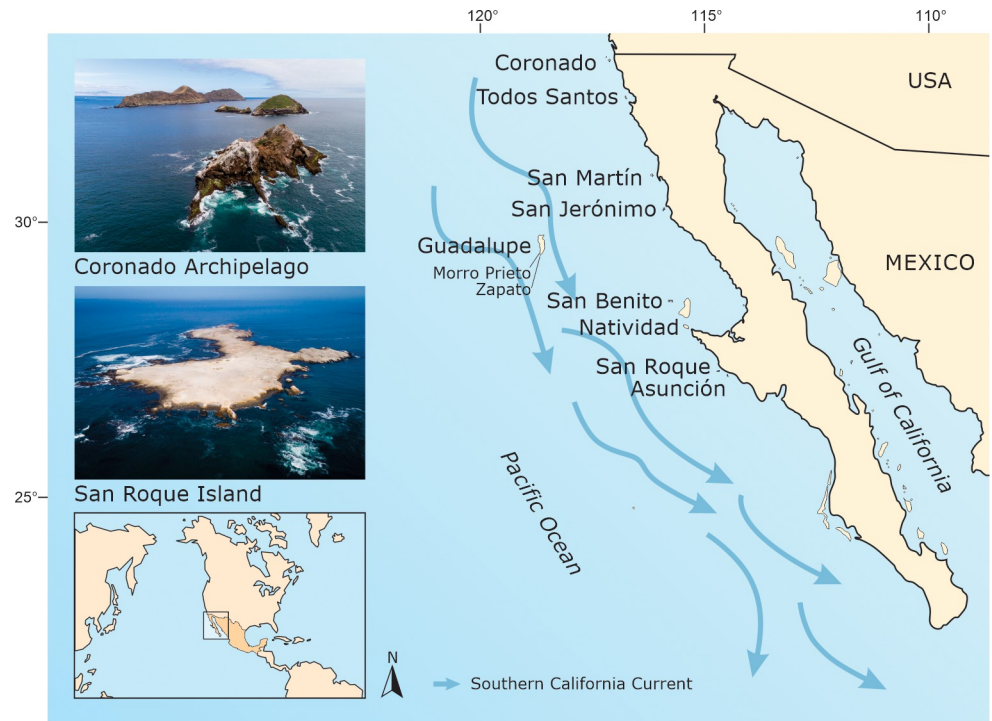 120°
115°
110°
Coronado
USA
Todos Santos
San Martín
San Jerónimo
30°
Guadalupe
Morro Prieto
Zapato
MEXICO
Coronado Archipelago
San Benito
Natividad
San Roque
Asunción
Gulf of California
Pacific Ocean
25°
San Roque Island
N
Southern California Current